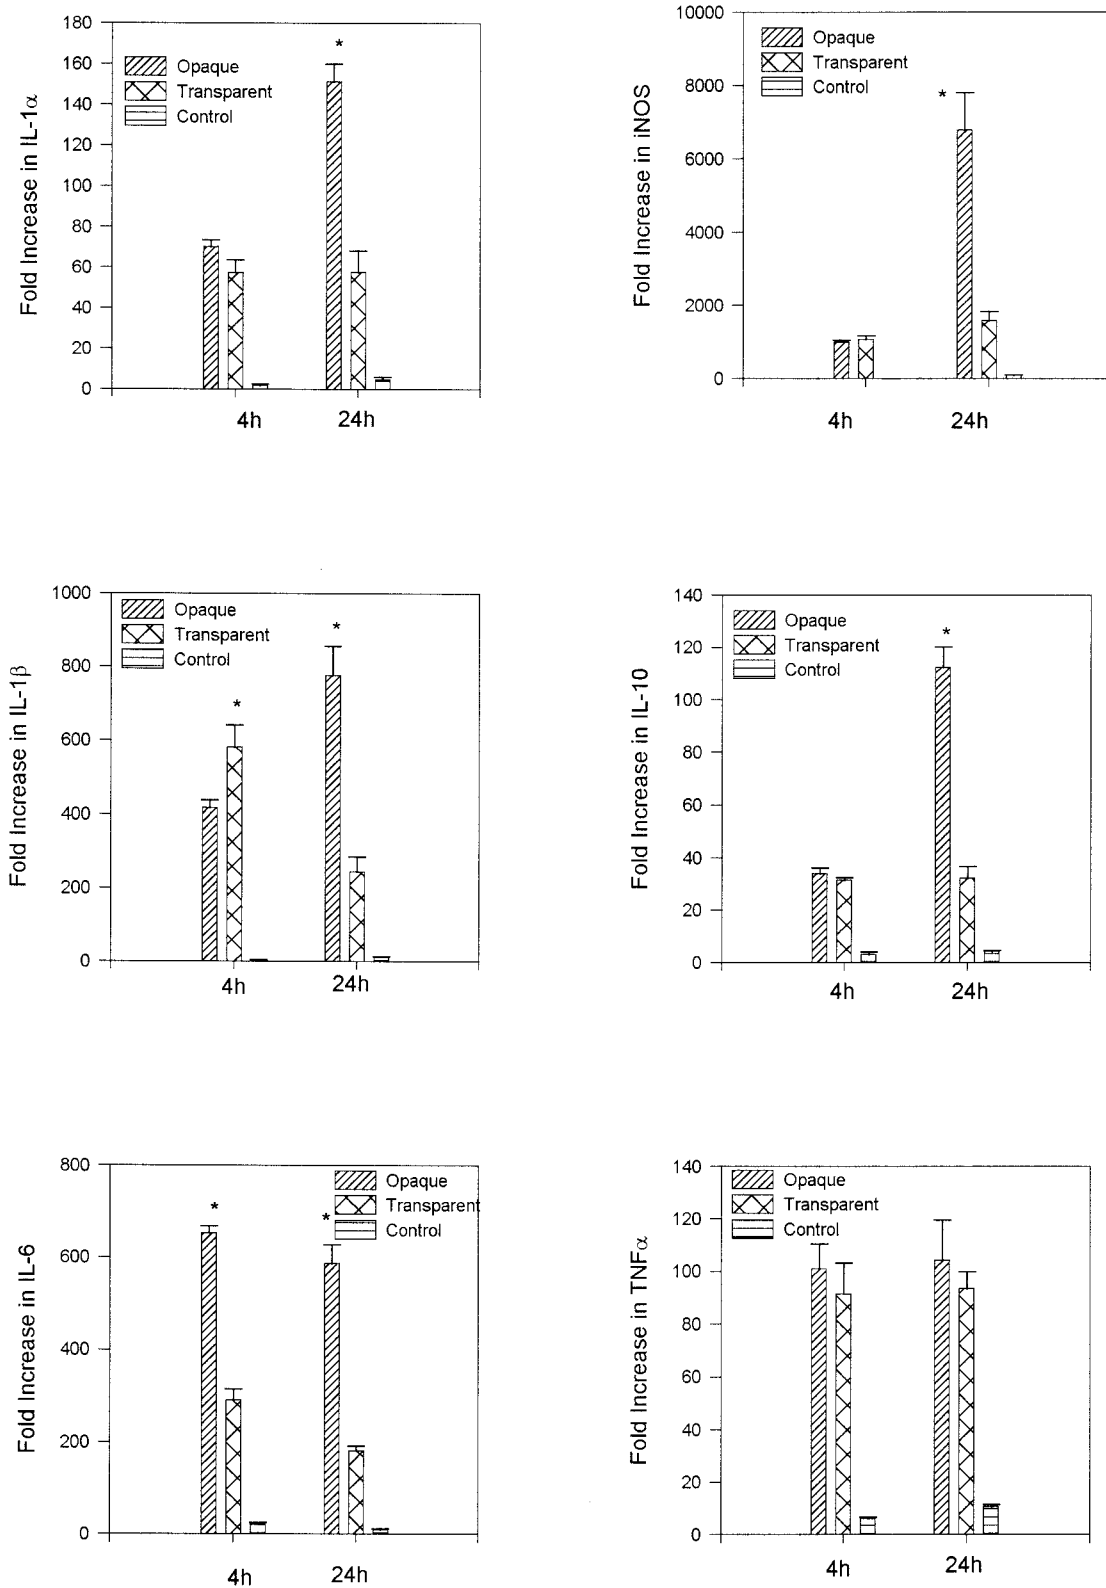 Fold Increase in IL-1α
180
160
140
120
100
80
60
40
20
0
Opaque
Transparent
Control
*
4h
24h
Fold Increase in iNOS
10000
8000
6000
4000
2000
0
Opaque
Transparent
Control
*
4h
24h
Fold Increase in IL-1β
1000
800
600
400
200
0
Opaque
Transparent
Control
*
*
4h
24h
Fold Increase in IL-10
140
120
100
80
60
40
20
0
Opaque
Transparent
Control
*
4h
24h
Fold Increase in IL-6
800
600
400
200
0
Opaque
Transparent
Control
*
*
4h
24h
Fold Increase in TNFα
140
120
100
80
60
40
20
0
Opaque
Transparent
Control
4h
24h